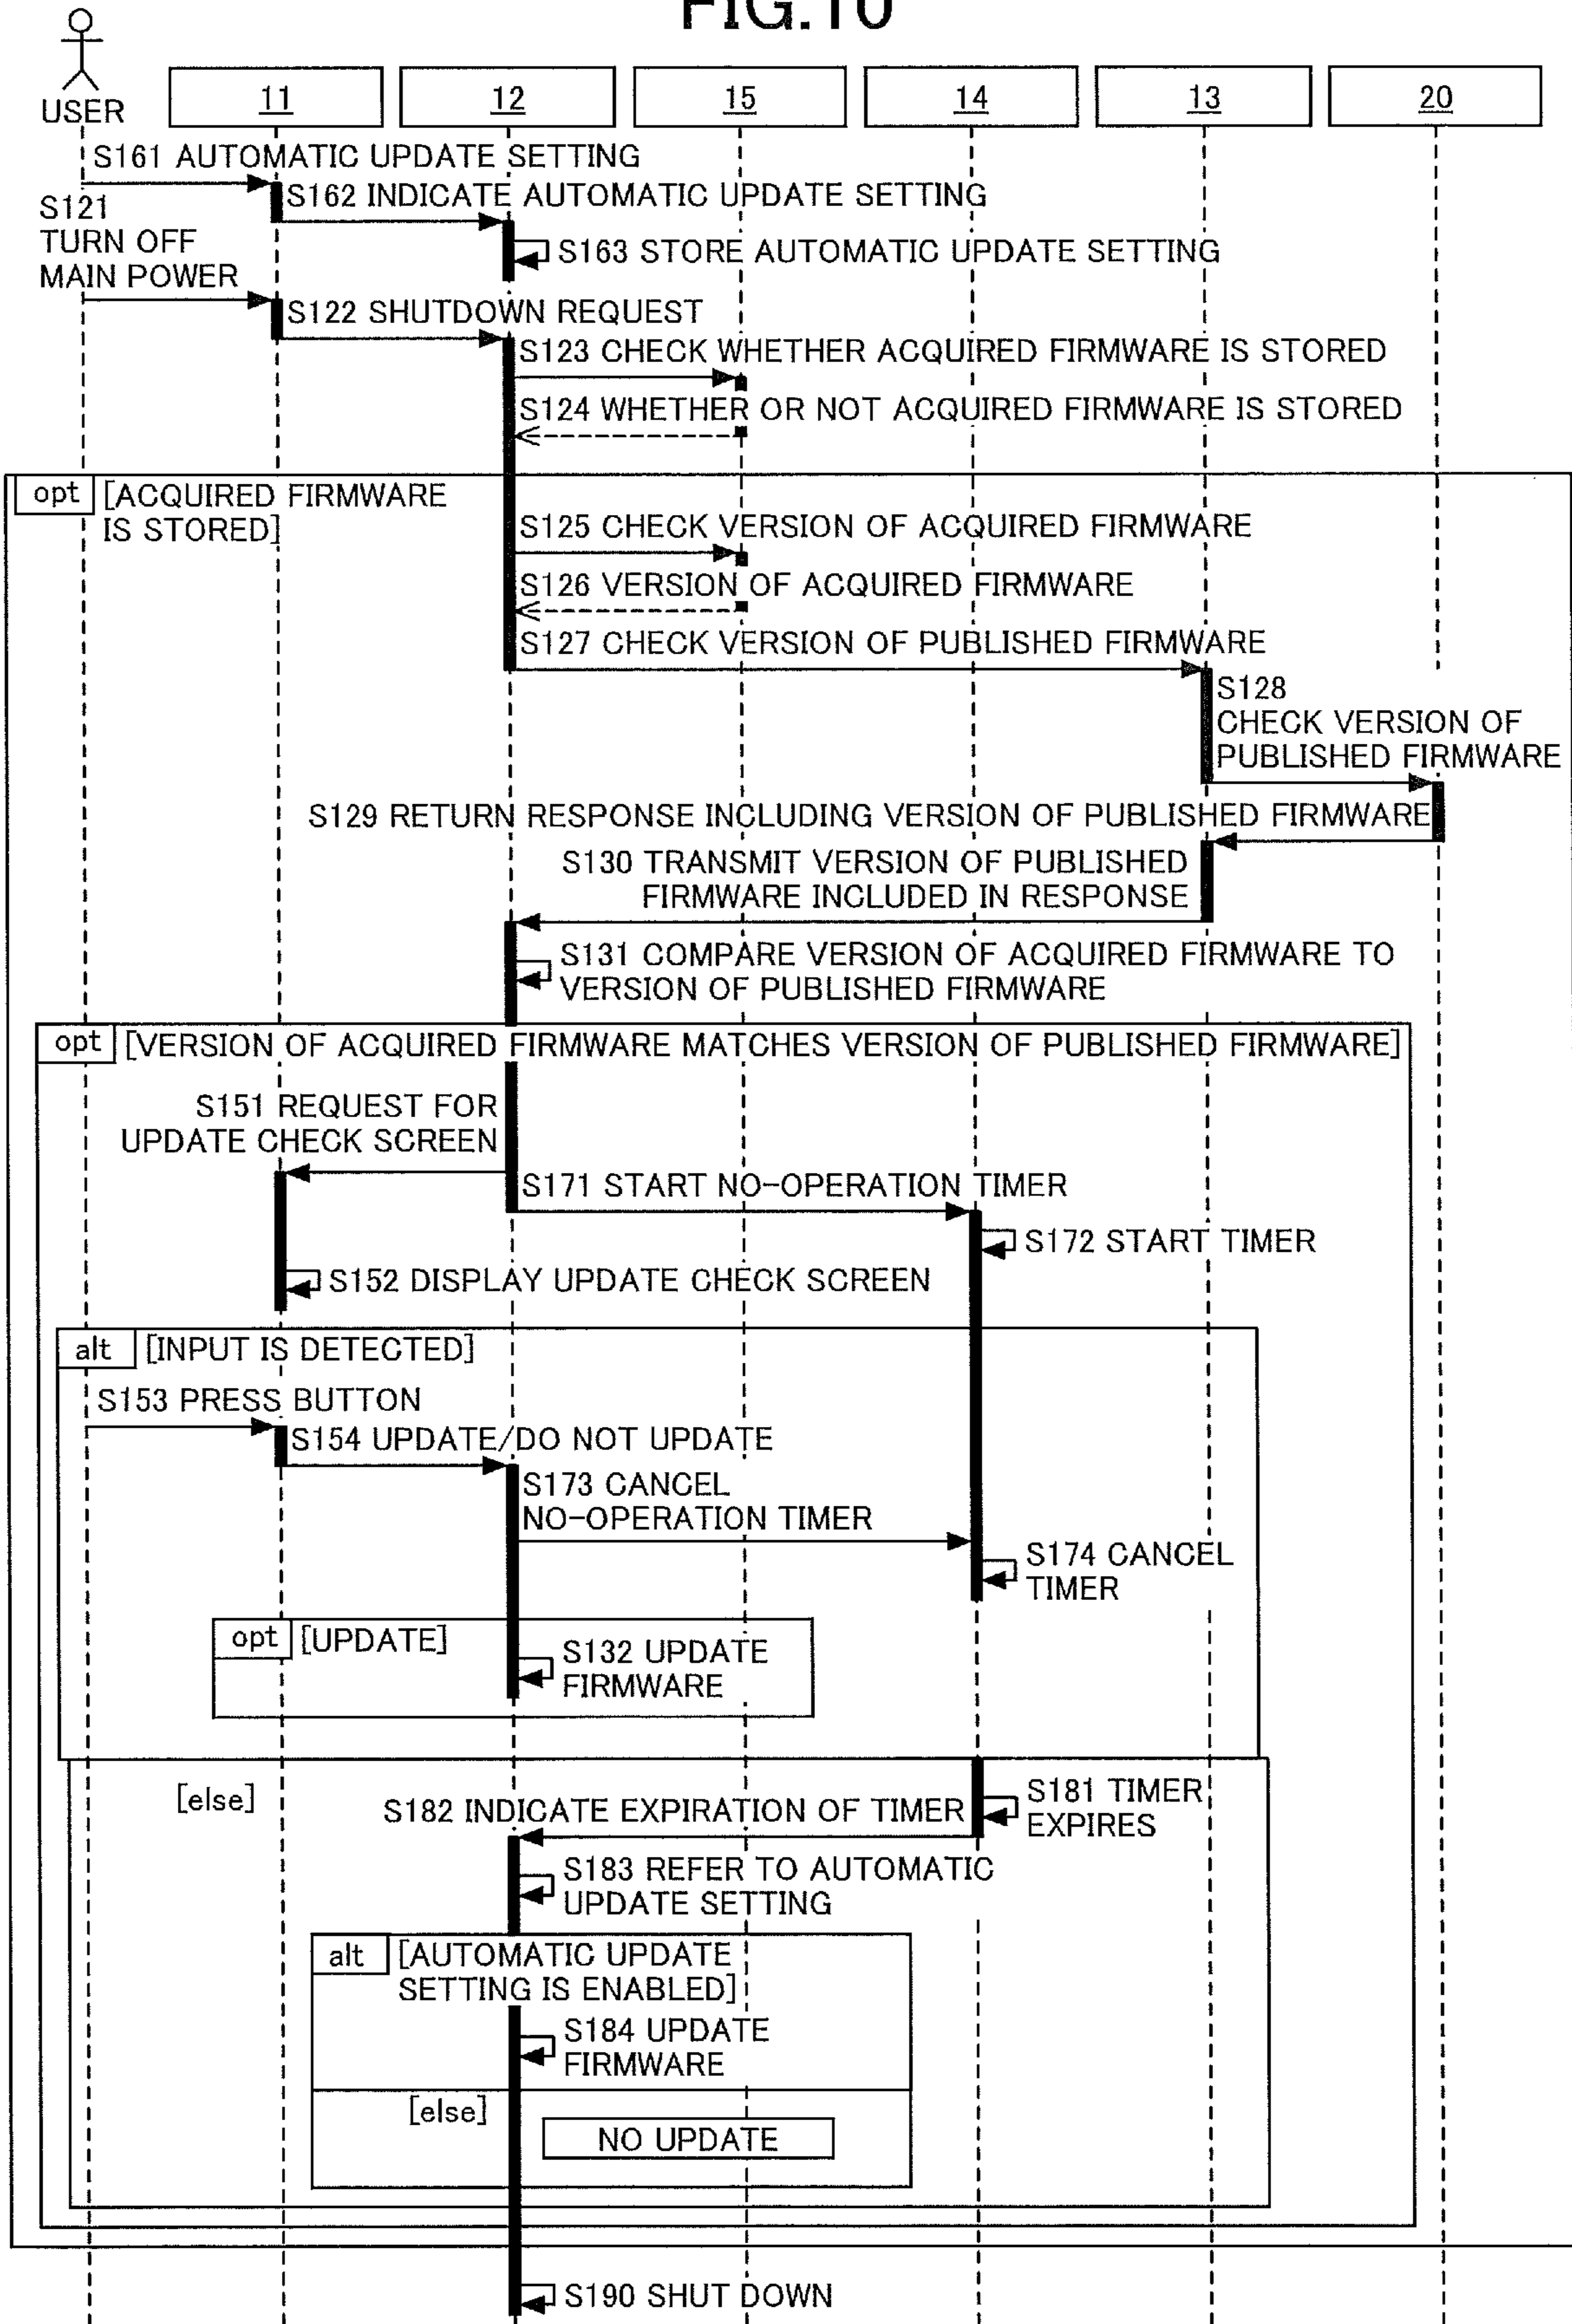 FIG.10
USER
11
12
15
14
13
20
S161 AUTOMATIC UPDATE SETTING
S162 INDICATE AUTOMATIC UPDATE SETTING
S121
TURN OFF
MAIN POWER
S163 STORE AUTOMATIC UPDATE SETTING
S122 SHUTDOWN REQUEST
S123 CHECK WHETHER ACQUIRED FIRMWARE IS STORED
S124 WHETHER OR NOT ACQUIRED FIRMWARE IS STORED
opt [ACQUIRED FIRMWARE
IS STORED]
S125 CHECK VERSION OF ACQUIRED FIRMWARE
S126 VERSION OF ACQUIRED FIRMWARE
S127 CHECK VERSION OF PUBLISHED FIRMWARE
S128
CHECK VERSION OF
PUBLISHED FIRMWARE
S129 RETURN RESPONSE INCLUDING VERSION OF PUBLISHED FIRMWARE
S130 TRANSMIT VERSION OF PUBLISHED
FIRMWARE INCLUDED IN RESPONSE
S131 COMPARE VERSION OF ACQUIRED FIRMWARE TO
VERSION OF PUBLISHED FIRMWARE
opt [VERSION OF ACQUIRED FIRMWARE MATCHES VERSION OF PUBLISHED FIRMWARE]
S151 REQUEST FOR
UPDATE CHECK SCREEN
S171 START NO-OPERATION TIMER
S172 START TIMER
S152 DISPLAY UPDATE CHECK SCREEN
alt [INPUT IS DETECTED]
S153 PRESS BUTTON
S154 UPDATE/DO NOT UPDATE
S173 CANCEL
NO-OPERATION TIMER
S174 CANCEL
TIMER
opt [UPDATE]
S132 UPDATE
FIRMWARE
[else]
S181 TIMER
EXPIRES
S182 INDICATE EXPIRATION OF TIMER
S183 REFER TO AUTOMATIC
UPDATE SETTING
alt [AUTOMATIC UPDATE
SETTING IS ENABLED]
S184 UPDATE
FIRMWARE
[else]
NO UPDATE
S190 SHUT DOWN